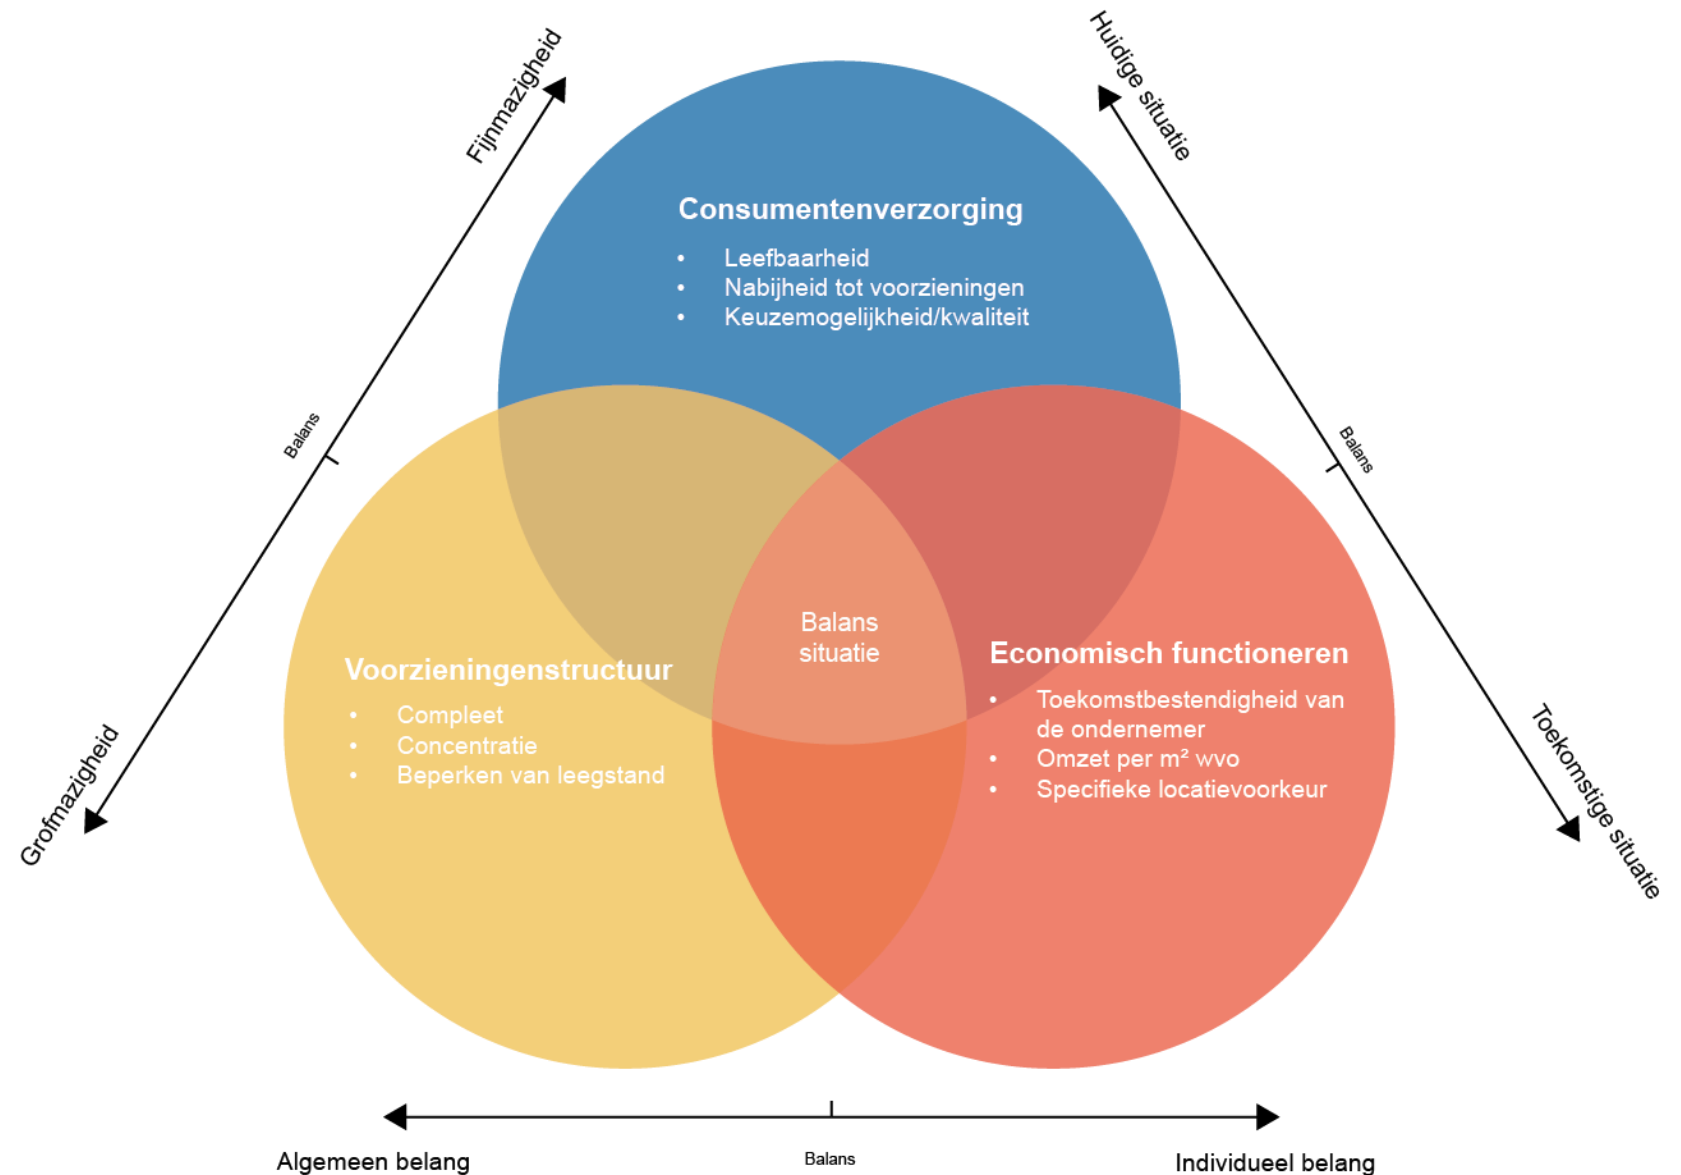 Fijnmazigheid
Huidige situatie
Consumentenverzorging
• Leefbaarheid
• Nabijheid tot voorzieningen
• Keuzemogelijkheid/kwaliteit
Balans
Balans
Balans
situatie
Voorzieningenstructuur
• Compleet
• Concentratie
• Beperken van leegstand
Economisch functioneren
• Toekomstbestendigheid van
de ondernemer
• Omzet per m² wvo
• Specifieke locatievoorkeur
Grofmazigheid
Toekomstige situatie
Algemeen belang
Balans
Individueel belang